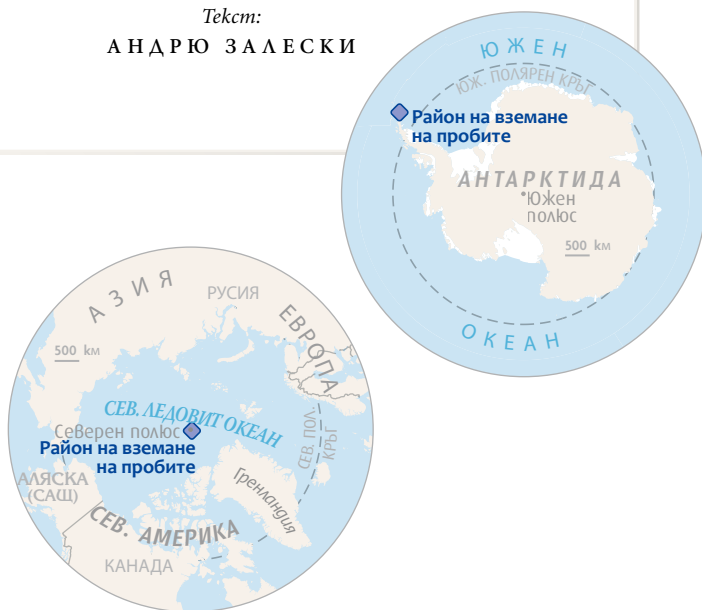 Текст:
АНДРЮ ЗАЛЕСКИ
ЮЖЕН
ЮЖ. ПОЛЯРЕН КРЪГ
Район на вземане
на пробите
АНТАРКТИДА
Южен
полюс
500 км
ОКЕАН
АЗИЯ
РУСИЯ
ЕВРОПА
500 км
СЕВ. ЛЕДОВИТ ОКЕАН
Северен полюс
СЕВ. ПОЛ.
КРЪГ
Район на вземане
на пробите
АЛЯСКА
(САЩ)
Гренландия
СЕВ. АМЕРИКА
КАНАДА